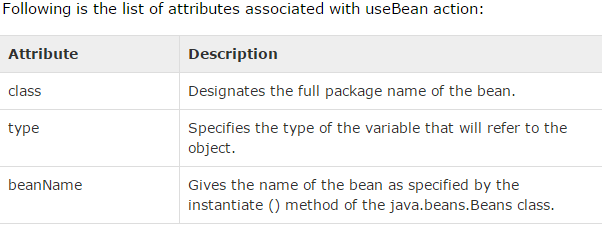 Following is the list of attributes associated with useBean action:
Attribute Description
class Designates the full package name of the bean.
type Specifies the type of the variable that will refer to the
object.
beanName Gives the name of the bean as specified by the
instantiate () method of the java.beans.Beans class.